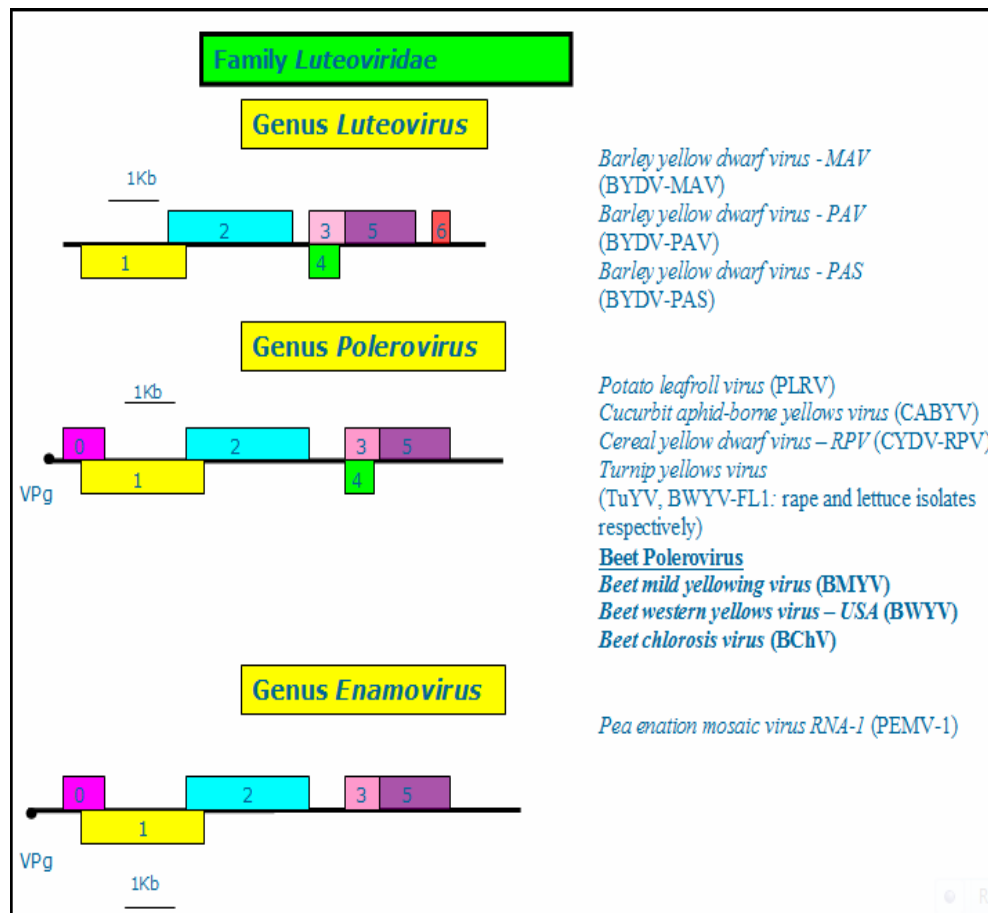 Family Luteoviridae
Genus Luteovirus
1Kb
2
3
5
6
1
4
Barley yellow dwarf virus - MAV
(BYDV-MAV)
Barley yellow dwarf virus - PAV
(BYDV-PAV)
Barley yellow dwarf virus - PAS
(BYDV-PAS)
Genus Polerovirus
1Kb
0
2
3
5
1
4
VPg
Potato leafroll virus (PLRV)
Cucurbit aphid-borne yellows virus (CABYV)
Cereal yellow dwarf virus – RPV (CYDV-RPV)
Turnip yellows virus
(TuYV, BWYV-FL1: rape and lettuce isolates
respectively)
Beet Polerovirus
Beet mild yellowing virus (BMYV)
Beet western yellows virus – USA (BWYV)
Beet chlorosis virus (BChV)
Genus Enamovirus
Pea enation mosaic virus RNA-1 (PEMV-1)
0
2
3
5
1
VPg
1Kb
R